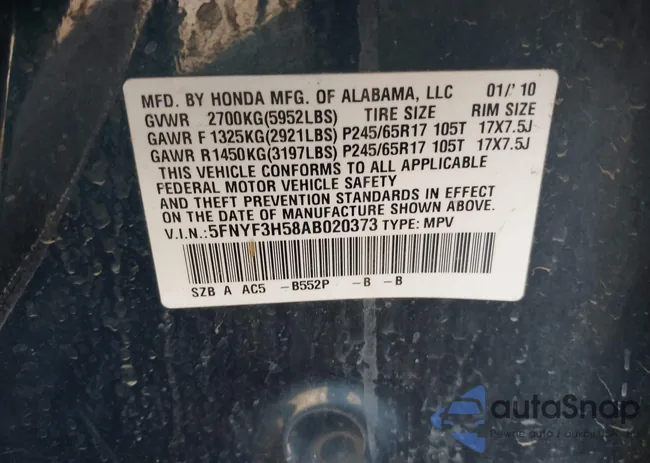 MFD. BY HONDA MFG. OF ALABAMA, LLC 01/'10
GVWR 2700KG(5952LBS) TIRE SIZE RIM SIZE
GAWR F 1325KG(2921LBS) P245/65R17 105T 17X7.5J
GAWR R1450KG(3197LBS) P245/65R17 105T 17X7.5J
THIS VEHICLE CONFORMS TO ALL APPLICABLE
FEDERAL MOTOR VEHICLE SAFETY
AND THEFT PREVENTION STANDARDS IN EFFECT
ON THE DATE OF MANUFACTURE SHOWN ABOVE.
V.I.N.: 5FNYF3H58AB020373 TYPE: MPV
SZB A AC5 -B552P -B -B
autoSnap
Pewne auto z aukcji